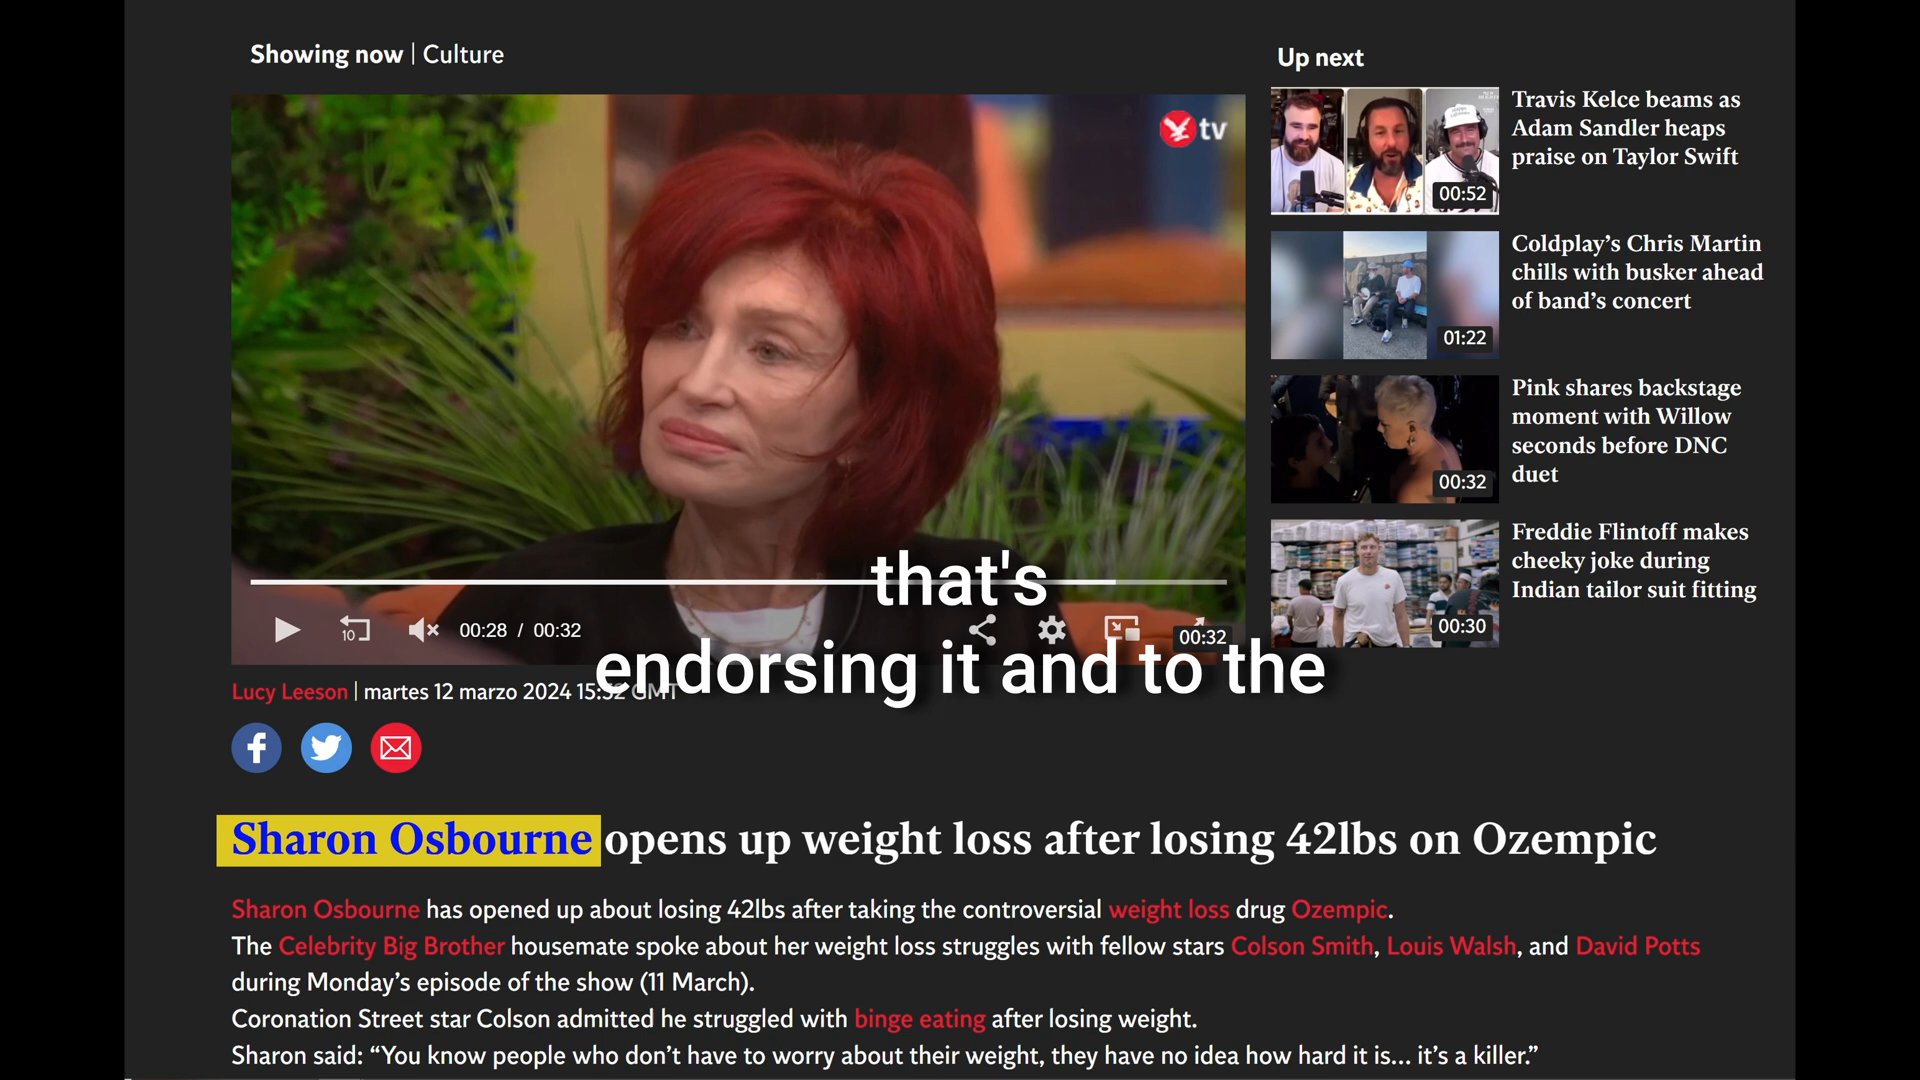 Showing now | Culture
tv
that's
endorsing it and to the
00:28 / 00:32
00:32
Lucy Leeson | martes 12 marzo 2024 15:52 GMT
Sharon Osbourne opens up weight loss after losing 42lbs on Ozempic
Sharon Osbourne has opened up about losing 42lbs after taking the controversial weight loss drug Ozempic.
The Celebrity Big Brother housemate spoke about her weight loss struggles with fellow stars Colson Smith, Louis Walsh, and David Potts
during Monday’s episode of the show (11 March).
Coronation Street star Colson admitted he struggled with binge eating after losing weight.
Sharon said: “You know people who don’t have to worry about their weight, they have no idea how hard it is... it’s a killer.”
Up next
Travis Kelce beams as
Adam Sandler heaps
praise on Taylor Swift
00:52
Coldplay’s Chris Martin
chills with busker ahead
of band’s concert
01:22
Pink shares backstage
moment with Willow
seconds before DNC
duet
00:32
Freddie Flintoff makes
cheeky joke during
Indian tailor suit fitting
00:30